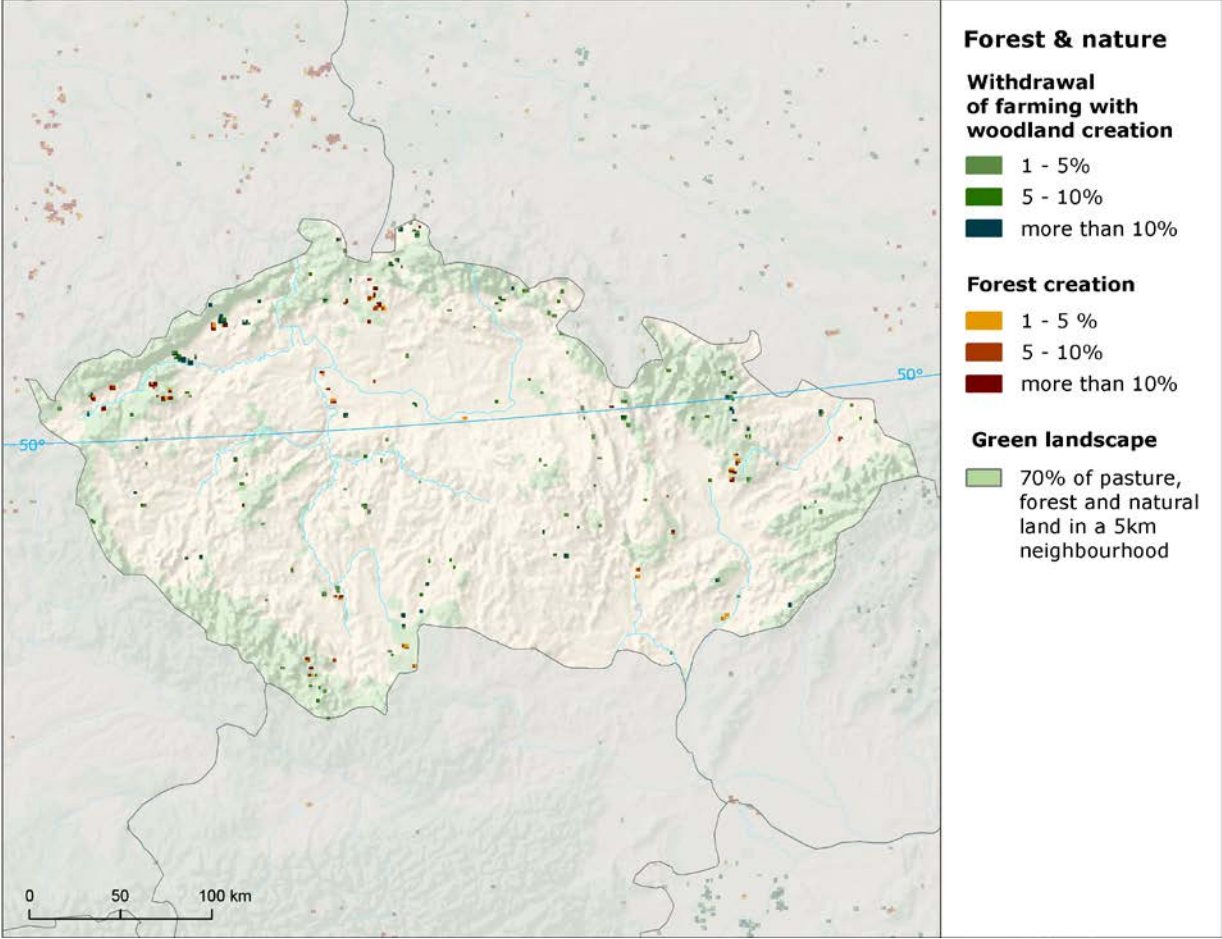 Forest & nature
Withdrawal
of farming with
woodland creation
1 - 5%
5 - 10%
more than 10%
Forest creation
1 - 5 %
5 - 10%
more than 10%
Green landscape
70% of pasture,
forest and natural
land in a 5km
neighbourhood
50°
50°
0 50 100 km